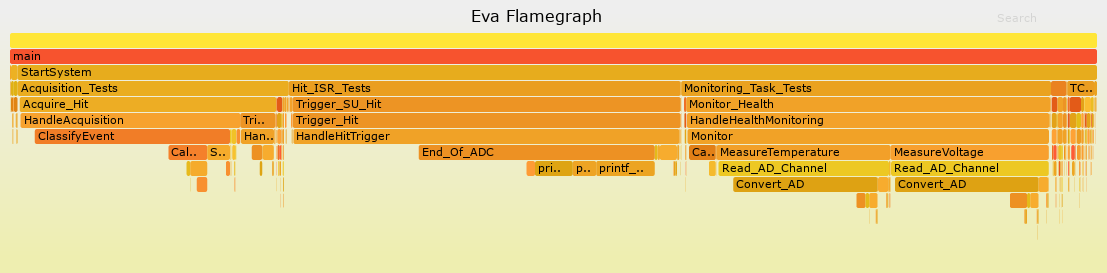 Eva Flamegraph
Search
main
StartSystem
Acquisition_Tests Hit_ISR_Tests Monitoring_Task_Tests TC..
Acquire_Hit Trigger_SU_Hit Monitor_Health
HandleAcquisition Tri.. Trigger_Hit HandleHealthMonitoring
ClassifyEvent Han.. HandleHitTrigger Monitor
Cal.. S.. End_Of_ADC Ca.. MeasureTemperature MeasureVoltage
pri.. p.. printf_.. Read_AD_Channel Read_AD_Channel
Convert_AD Convert_AD